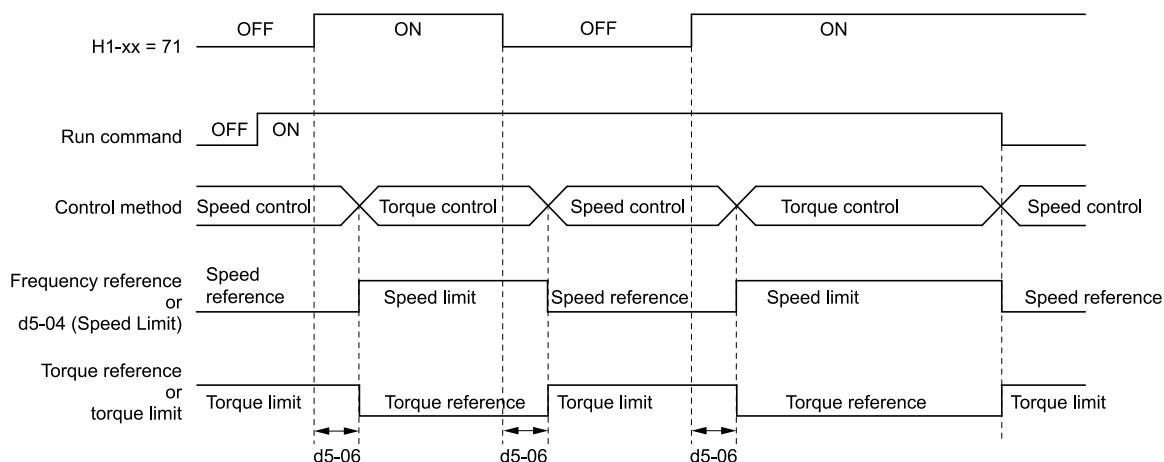 OFF ON OFF ON
H1-xx = 71
OFF ON
Run command
Control method
Speed control Torque control Speed control Torque control Speed control
Frequency reference
or
d5-04 (Speed Limit)
Speed
reference
Speed limit Speed reference Speed limit Speed reference
Torque reference
or
torque limit
Torque limit Torque reference Torque limit Torque reference Torque limit
d5-06 d5-06 d5-06